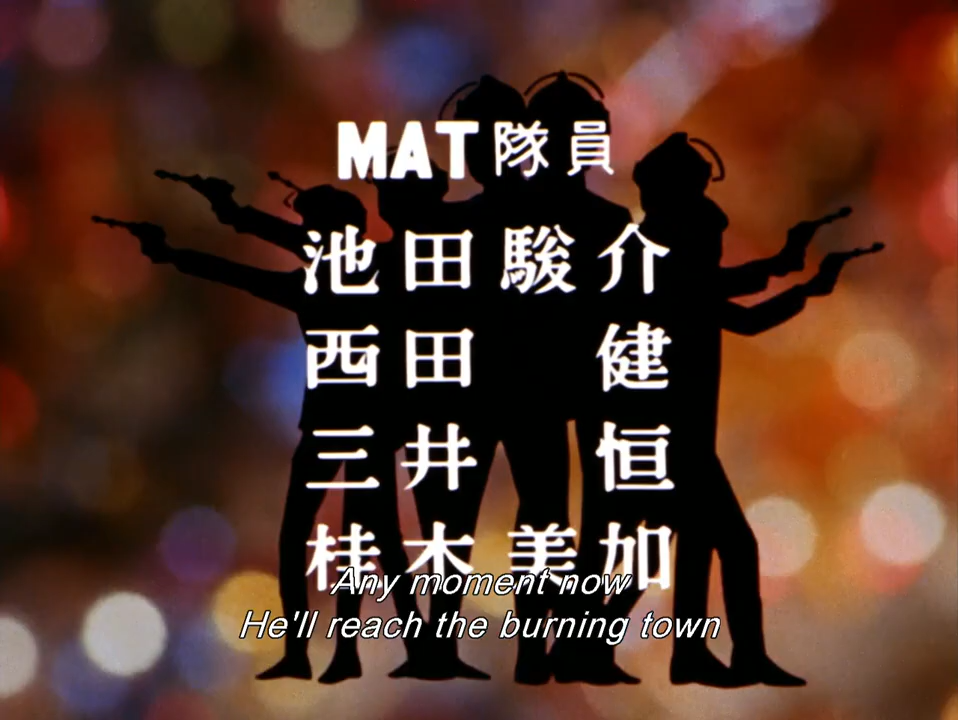 MAT隊員
池田駿介
西田 健
三井 恒
桂木美加
Any moment now
He'll reach the burning town